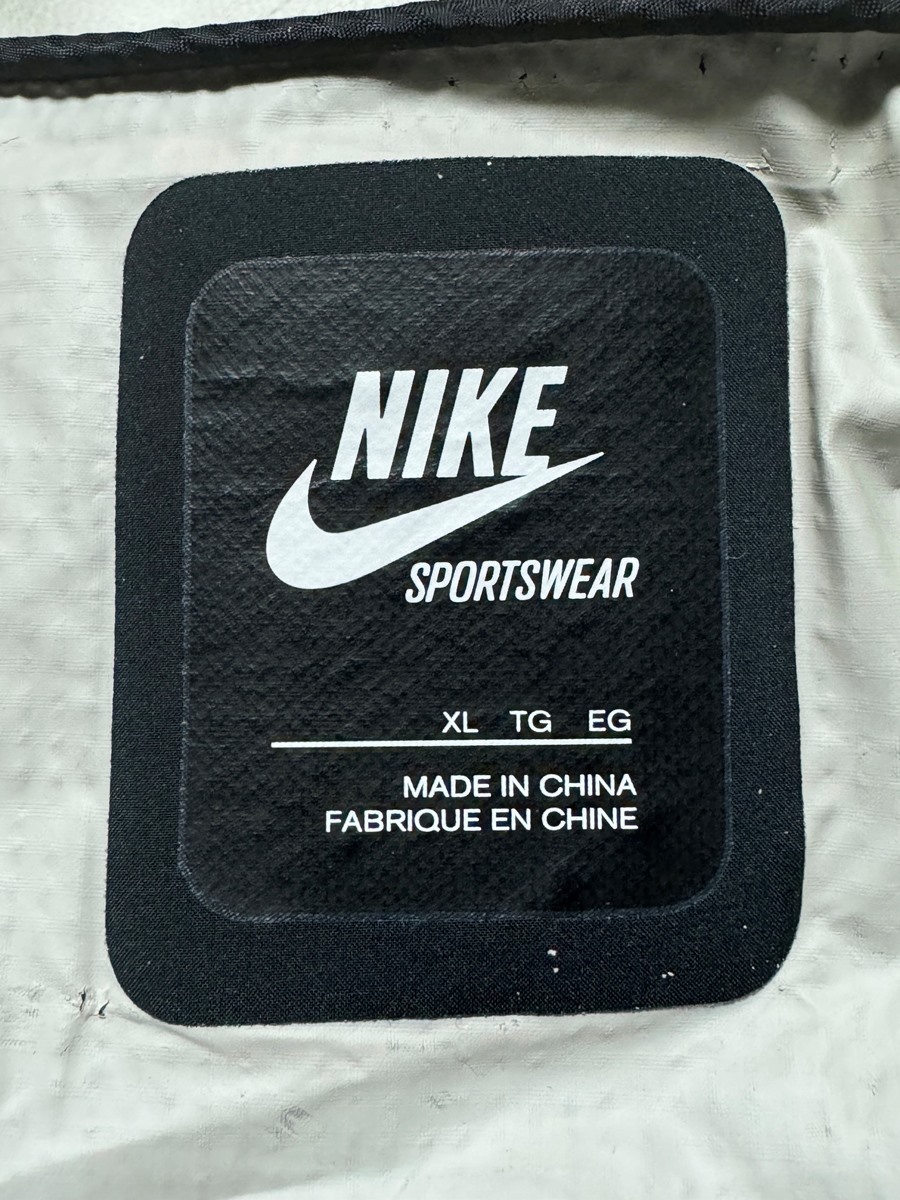 NIKE
SPORTSWEAR
XL TG EG
MADE IN CHINA
FABRIQUE EN CHINE